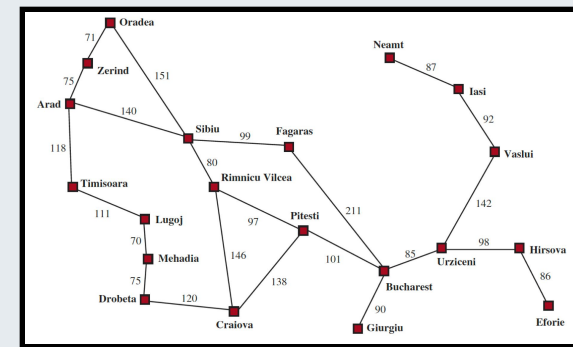 Oradea
71
Neamt
87
Zerind
151
75
Iasi
Arad
140
92
Sibiu
99
Fagaras
118
Vaslui
80
Timisoara
Rimnicu Vilcea
111
Lugoj
97
Pitesti
211
142
70
98
Hirsova
146
101
85
Mehadia
138
Urziceni
86
75
Bucharest
Drobeta
120
90
Craiova
Giurgiu
Eforie